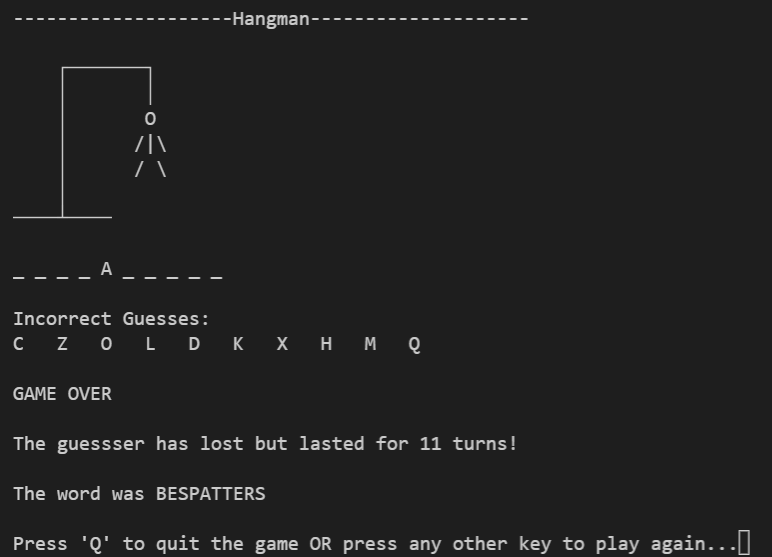 --------------------Hangman--------------------
O
/|\
/ \
_ _ _ _ A _ _ _ _ _
Incorrect Guesses:
C Z O L D K X H M Q
GAME OVER
The guessser has lost but lasted for 11 turns!
The word was BESPATTERS
Press 'Q' to quit the game OR press any other key to play again...